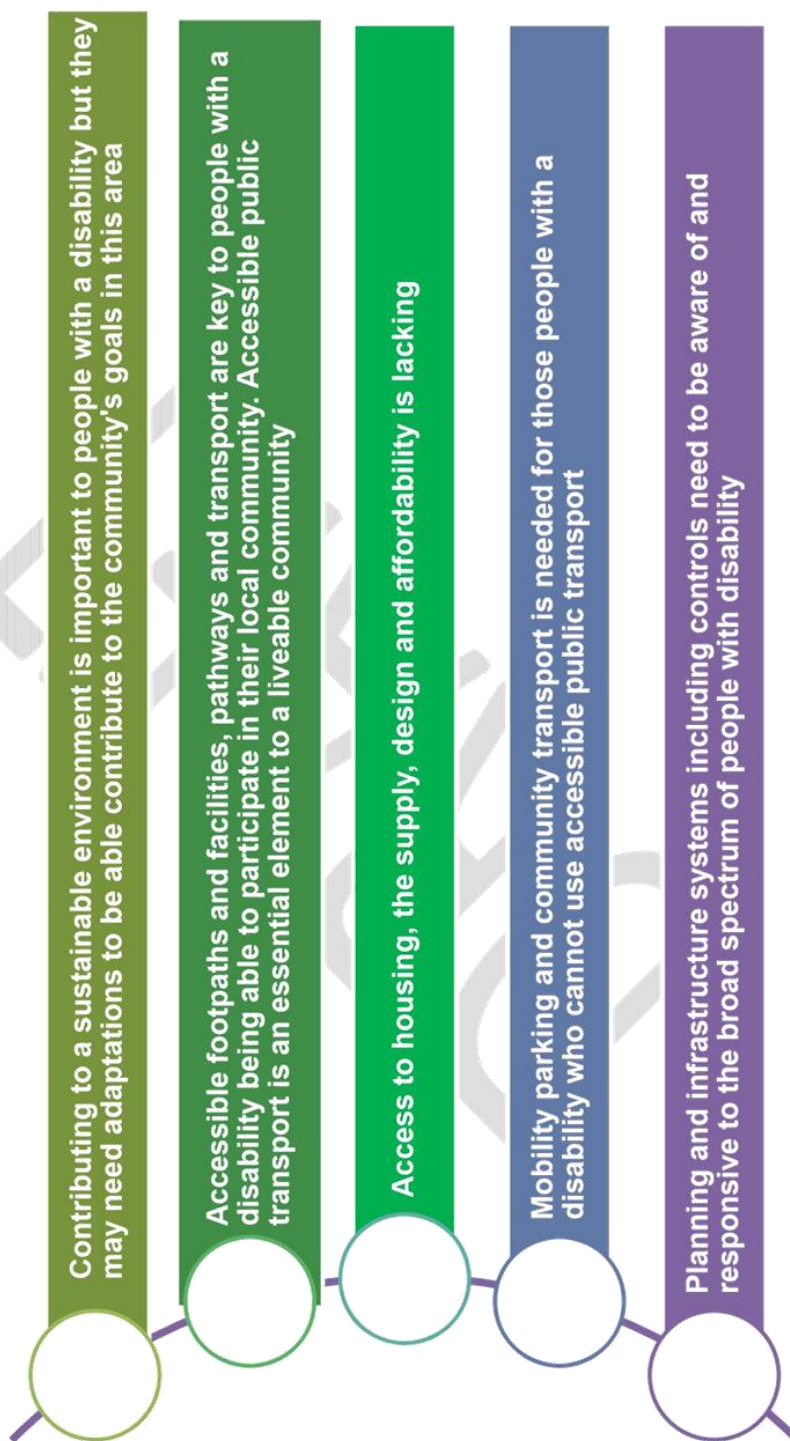 Contributing to a sustainable environment is important to people with a disability but they
may need adaptations to be able contribute to the community's goals in this area
Accessible footpaths and facilities, pathways and transport are key to people with a
disability being able to participate in their local community. Accessible public
transport is an essential element to a liveable community
Access to housing, the supply, design and affordability is lacking
Mobility parking and community transport is needed for those people with a
disability who cannot use accessible public transport
Planning and infrastructure systems including controls need to be aware of and
responsive to the broad spectrum of people with disability